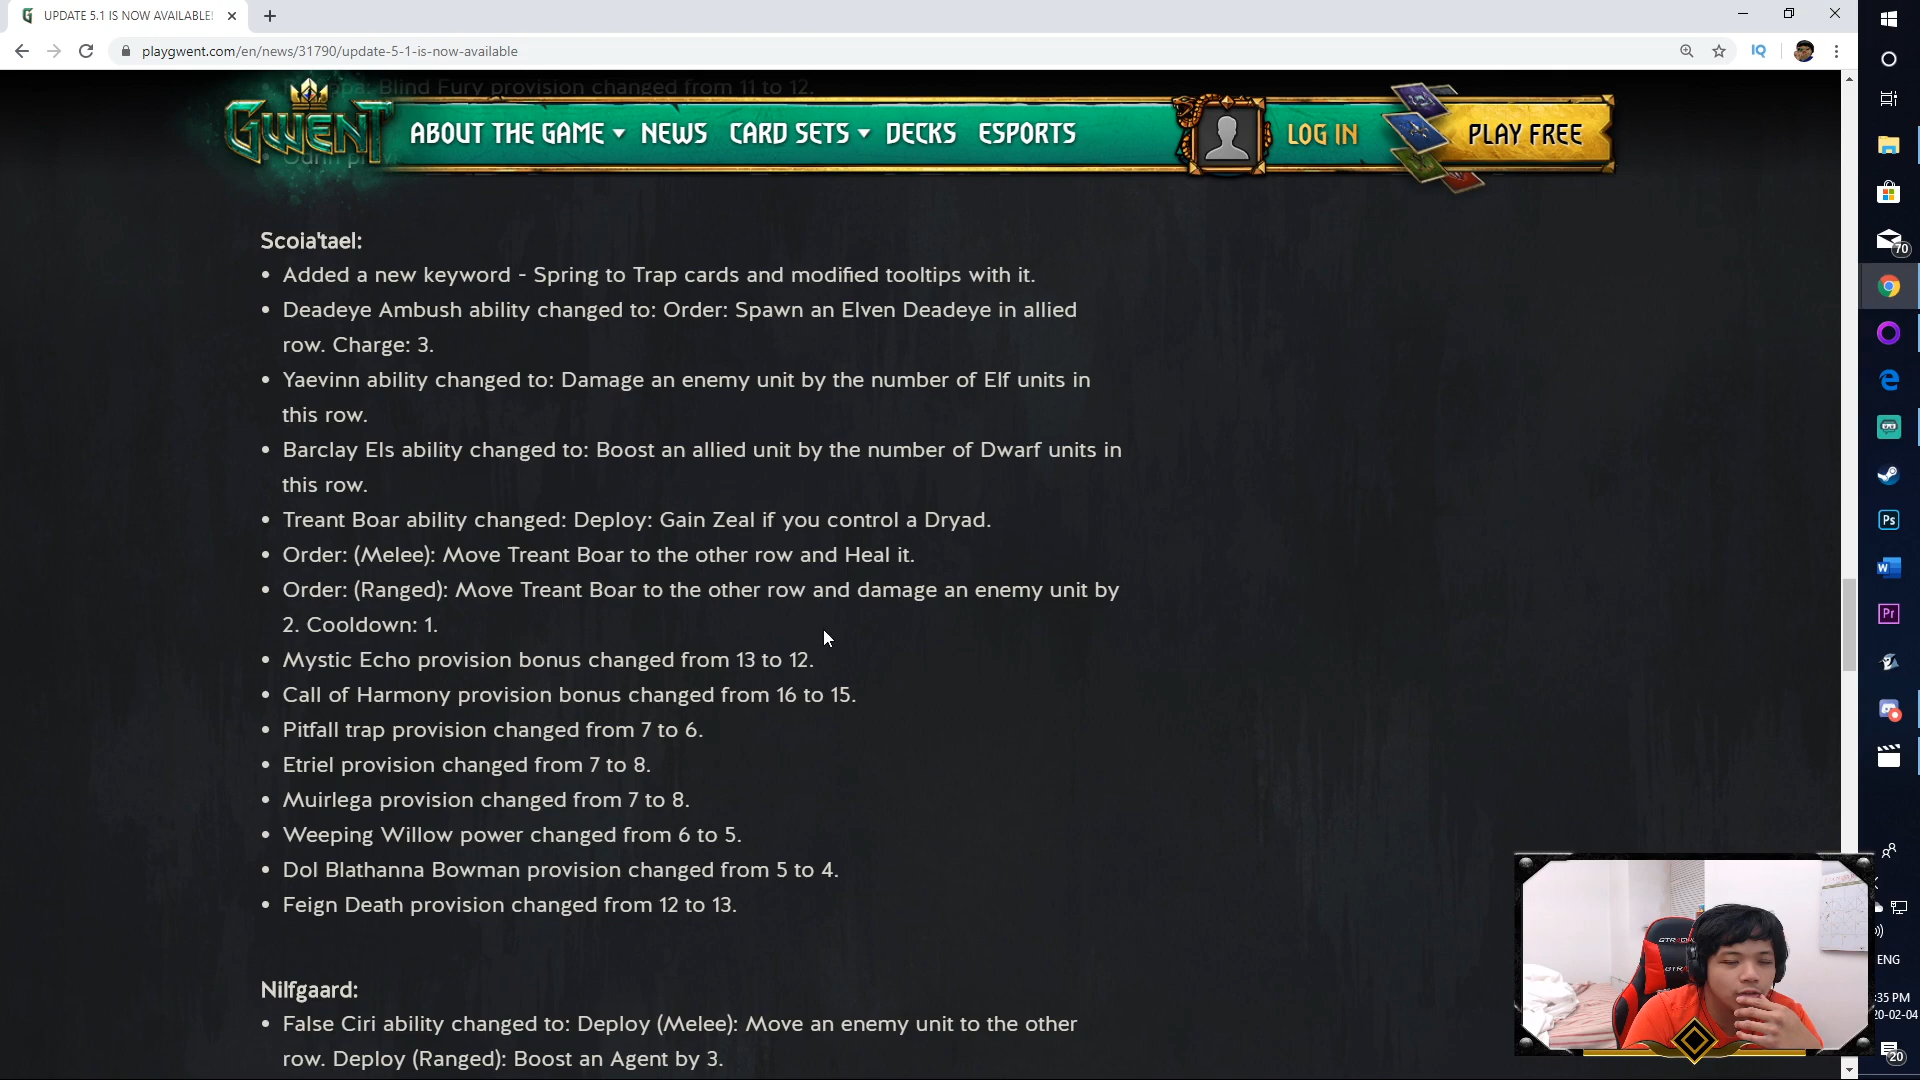 UPDATE 5.1 IS NOW AVAILABLE!
playgwent.com/en/news/31790/update-5-1-is-now-available
IQ
Blind Fury provision changed from 11 to 12.
GWENT
ABOUT THE GAME
NEWS
CARD SETS
DECKS
ESPORTS
LOG IN
PLAY FREE
Scoia'tael:
• Added a new keyword - Spring to Trap cards and modified tooltips with it.
• Deadeye Ambush ability changed to: Order: Spawn an Elven Deadeye in allied
row. Charge: 3.
• Yaevinn ability changed to: Damage an enemy unit by the number of Elf units in
this row.
• Barclay Els ability changed to: Boost an allied unit by the number of Dwarf units in
this row.
• Treant Boar ability changed: Deploy: Gain Zeal if you control a Dryad.
• Order: (Melee): Move Treant Boar to the other row and Heal it.
• Order: (Ranged): Move Treant Boar to the other row and damage an enemy unit by
2. Cooldown: 1.
• Mystic Echo provision bonus changed from 13 to 12.
• Call of Harmony provision bonus changed from 16 to 15.
• Pitfall trap provision changed from 7 to 6.
• Etriel provision changed from 7 to 8.
• Muirlega provision changed from 7 to 8.
• Weeping Willow power changed from 6 to 5.
• Dol Blathanna Bowman provision changed from 5 to 4.
• Feign Death provision changed from 12 to 13.
Nilfgaard:
• False Ciri ability changed to: Deploy (Melee): Move an enemy unit to the other
row. Deploy (Ranged): Boost an Agent by 3.
70
Ps
W
Pr
ENG
:35 PM
20-02-04
20